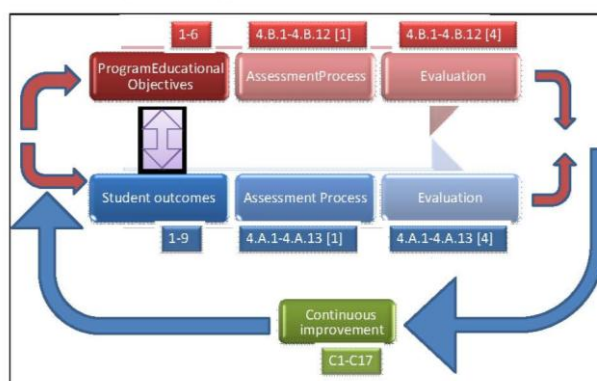 1-6
4.B.1-4.B.12 [1]
4.B.1-4.B.12 [4]
ProgramEducational
Objectives
AssessmentProcess
Evaluation
Student outcomes
Assessment Process
Evaluation
1-9
4.A.1-4.A.13 [1]
4.A.1-4.A.13 [4]
Continuous
improvement
C1-C17